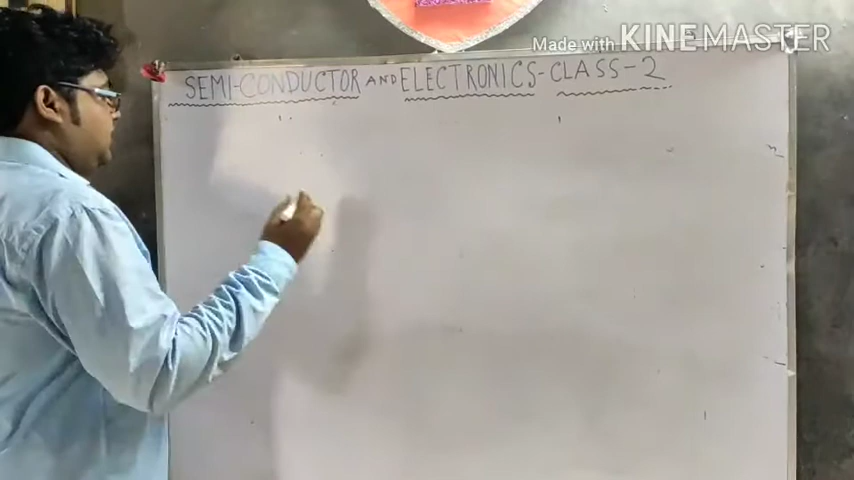 Made with KINEMASTER
SEMI-CONDUCTOR AND ELECTRONICS-CLASS-2